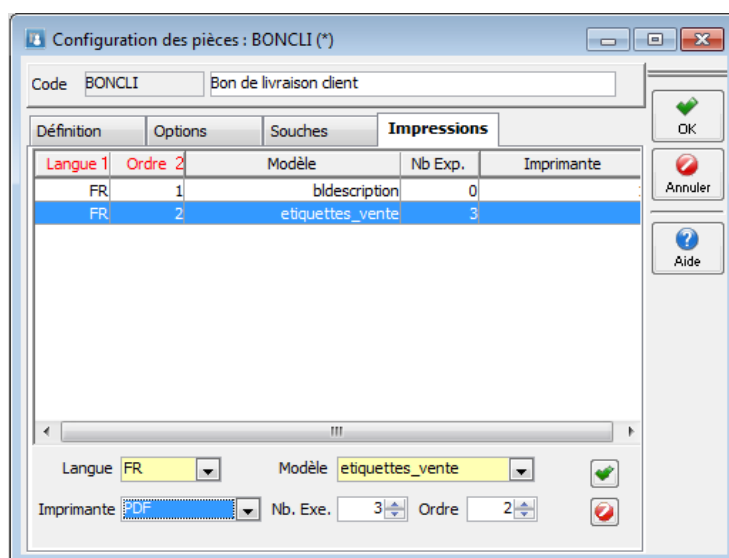 Configuration des pièces : BONCLI (*)
Code BONCLI Bon de livraison client
Définition Options Souches Impressions
OK
Langue 1 Ordre 2 Modèle Nb Exp. Imprimante
FR 1 bldescription 0
FR 2 etiquettes_vente 3
Annuler
Aide
Langue FR Modèle etiquettes_vente
Imprimante PDF Nb. Exe. 3 Ordre 2